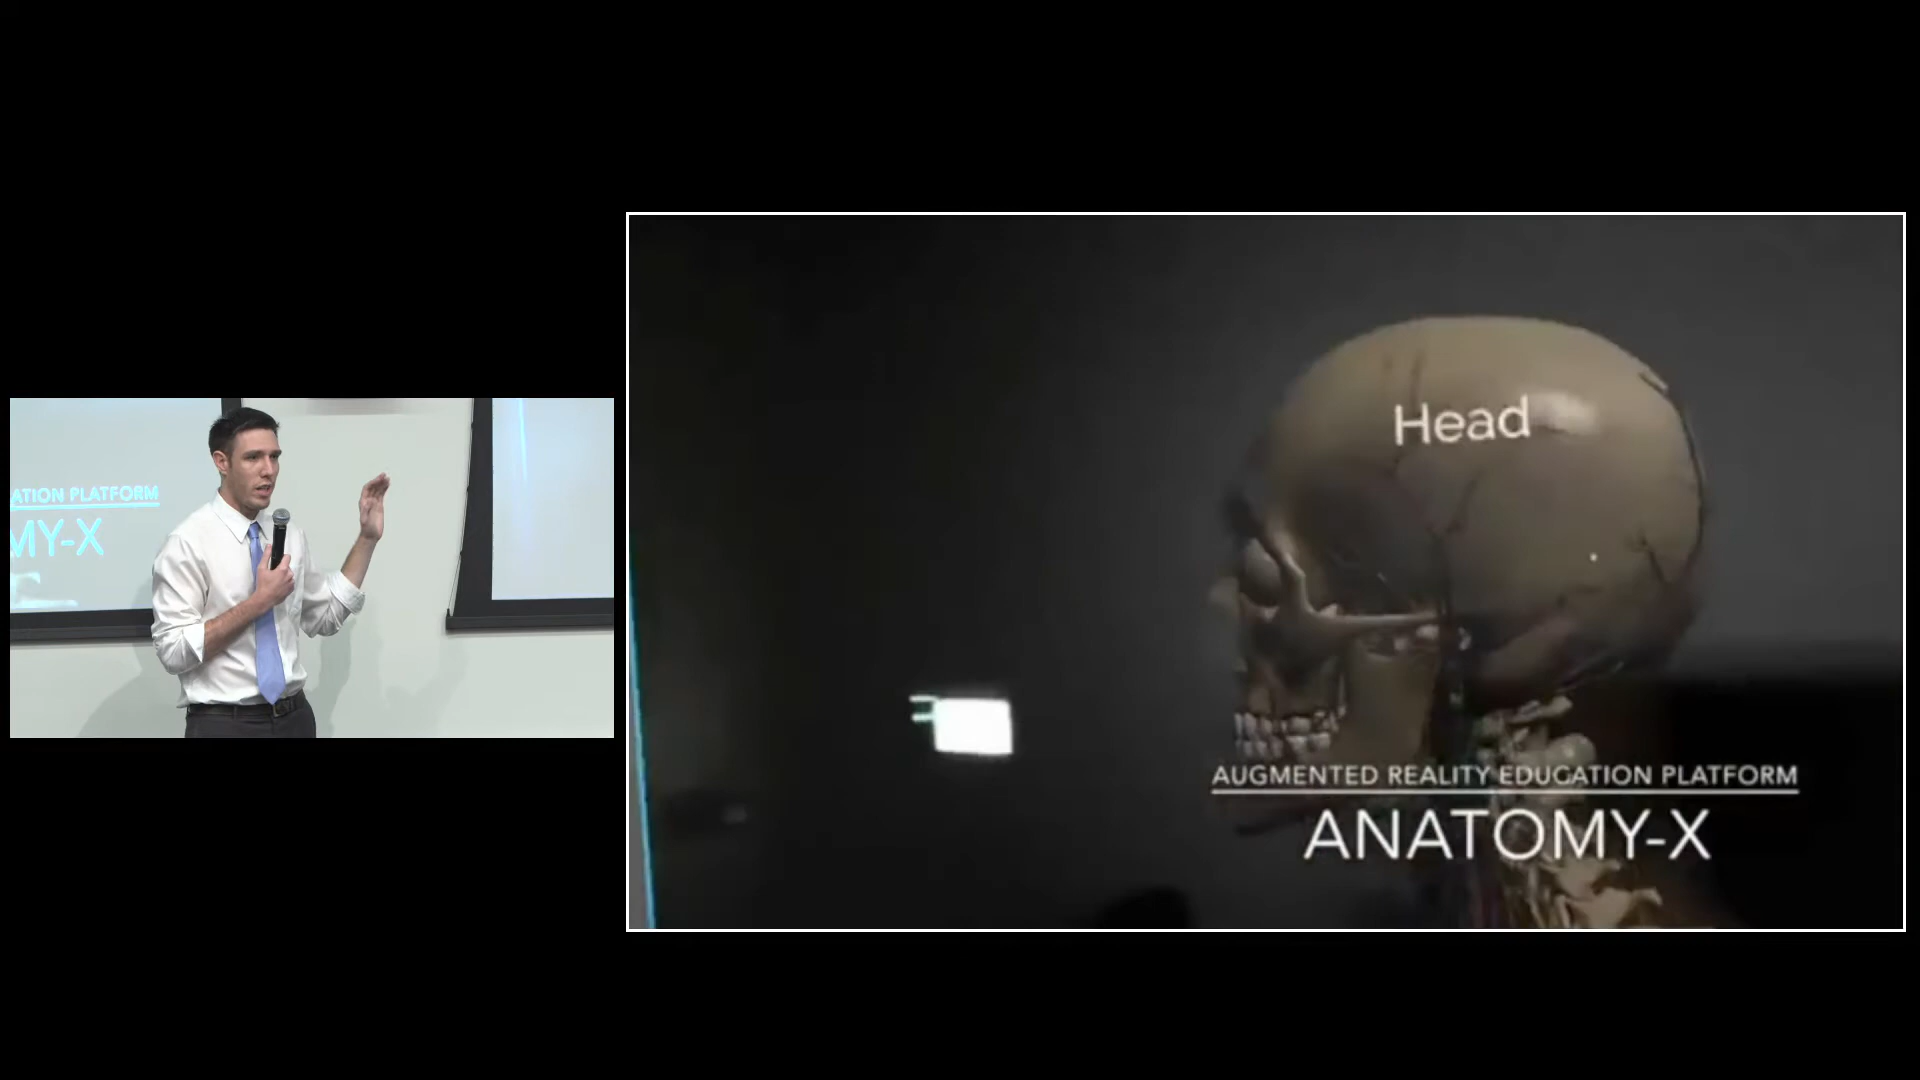 ATION PLATFORM
MY-X
Head
AUGMENTED REALITY EDUCATION PLATFORM
ANATOMY-X